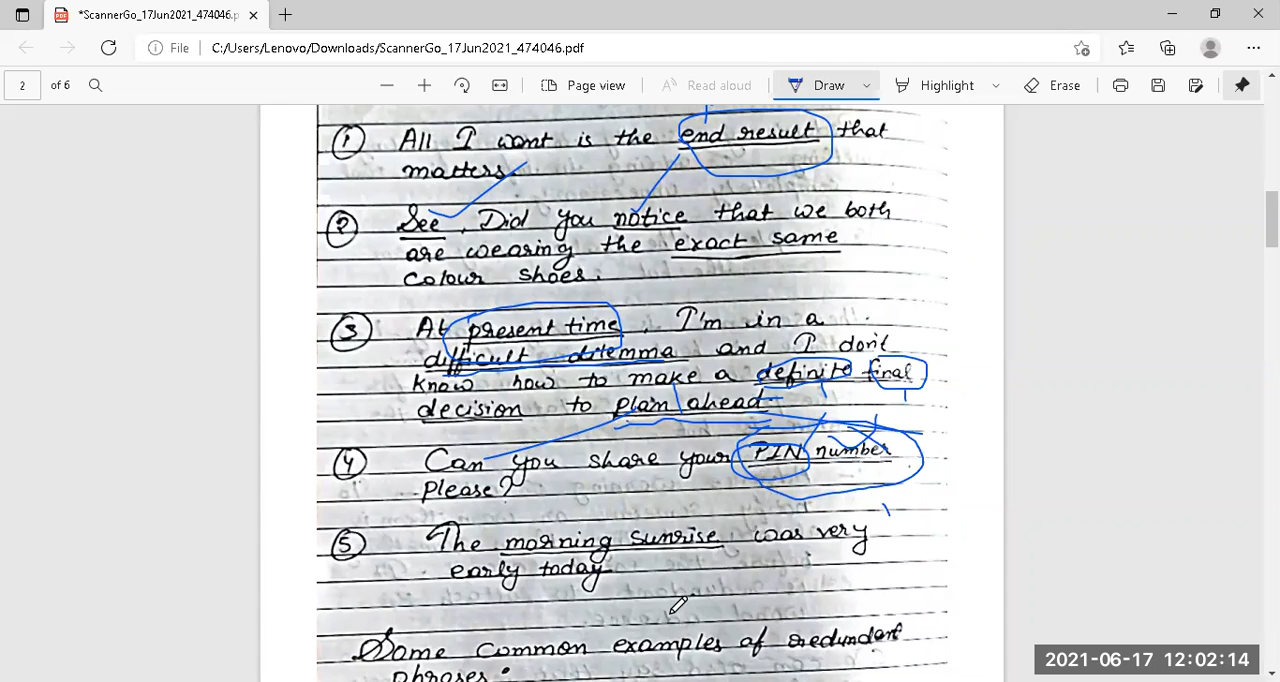 *ScannerGo_17Jun2021_474046.p
File
C:/Users/Lenovo/Downloads/ScannerGo_17Jun2021_474046.pdf
2 of 6
Page view
Read aloud
Draw
Highlight
Erase
① All I want is the end result that
matters.
② See, Did you notice that we both
are wearing the exact same
colour shoes.
③ At present time, I'm in a
difficult dilemma and I don't
know how to make a definite final
decision to plan ahead.
④ Can you share your PIN number
please?
⑤ The morning sunrise was very
early today
Some common examples of redundant
phrases:
2021-06-17 12:02:14